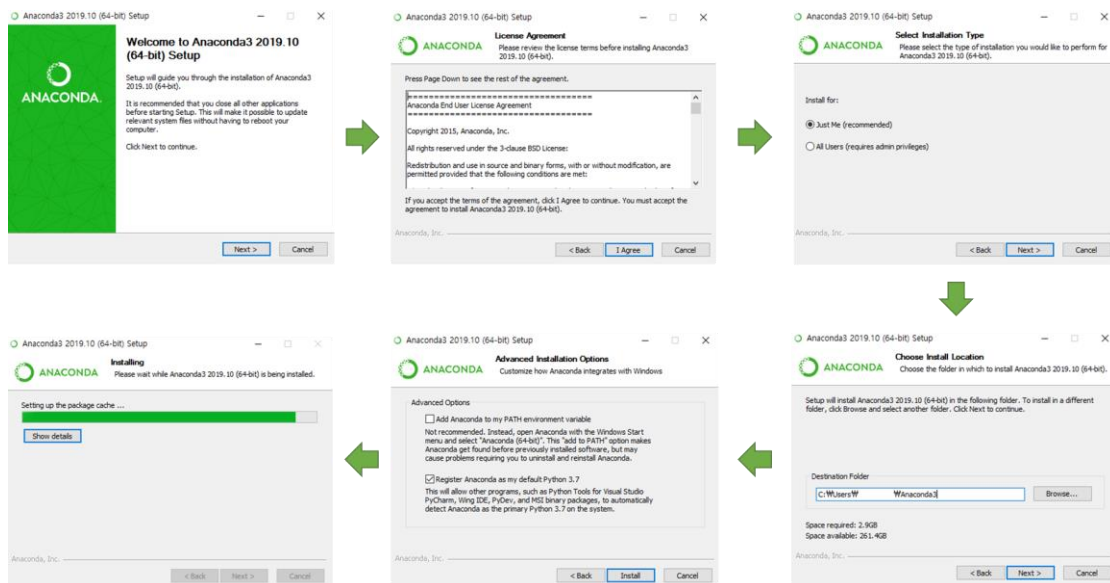 Anaconda3 2019.10 (64-bit) Setup
ANACONDA.
Welcome to Anaconda3 2019.10
(64-bit) Setup
Setup will guide you through the installation of Anaconda3
2019.10 (64-bit).
It is recommended that you close all other applications
before starting Setup. This will make it possible to update
relevant system files without having to reboot your
computer.
Click Next to continue.
Next >
Cancel
Anaconda3 2019.10 (64-bit) Setup
ANACONDA
License Agreement
Please review the license terms before installing Anaconda3
2019.10 (64-bit).
Press Page Down to see the rest of the agreement.
===================================
Anaconda End User License Agreement
===================================
Copyright 2015, Anaconda, Inc.
All rights reserved under the 3-clause BSD License:
Redistribution and use in source and binary forms, with or without modification, are
permitted provided that the following conditions are met:
If you accept the terms of the agreement, click I Agree to continue. You must accept the
agreement to install Anaconda3 2019.10 (64-bit).
Anaconda, Inc.
< Back
I Agree
Cancel
Anaconda3 2019.10 (64-bit) Setup
ANACONDA
Select Installation Type
Please select the type of installation you would like to perform for
Anaconda3 2019.10 (64-bit).
Install for:
Just Me (recommended)
All Users (requires admin privileges)
Anaconda, Inc.
< Back
Next >
Cancel
Anaconda3 2019.10 (64-bit) Setup
ANACONDA
Choose Install Location
Choose the folder in which to install Anaconda3 2019.10 (64-bit).
Setup will install Anaconda3 2019.10 (64-bit) in the following folder. To install in a different
folder, click Browse and select another folder. Click Next to continue.
Destination Folder
C:₩Users₩ ₩Anaconda3
Browse...
Space required: 2.9GB
Space available: 261.4GB
Anaconda, Inc.
< Back
Next >
Cancel
Anaconda3 2019.10 (64-bit) Setup
ANACONDA
Advanced Installation Options
Customize how Anaconda integrates with Windows
Advanced Options
Add Anaconda to my PATH environment variable
Not recommended. Instead, open Anaconda with the Windows Start
menu and select "Anaconda (64-bit)". This "add to PATH" option makes
Anaconda get found before previously installed software, but may
cause problems requiring you to uninstall and reinstall Anaconda.
Register Anaconda as my default Python 3.7
This will allow other programs, such as Python Tools for Visual Studio
PyCharm, Wing IDE, PyDev, and MSI binary packages, to automatically
detect Anaconda as the primary Python 3.7 on the system.
Anaconda, Inc.
< Back
Install
Cancel
Anaconda3 2019.10 (64-bit) Setup
ANACONDA
Installing
Please wait while Anaconda3 2019.10 (64-bit) is being installed.
Setting up the package cache ...
Show details
Anaconda, Inc.
< Back
Next >
Cancel